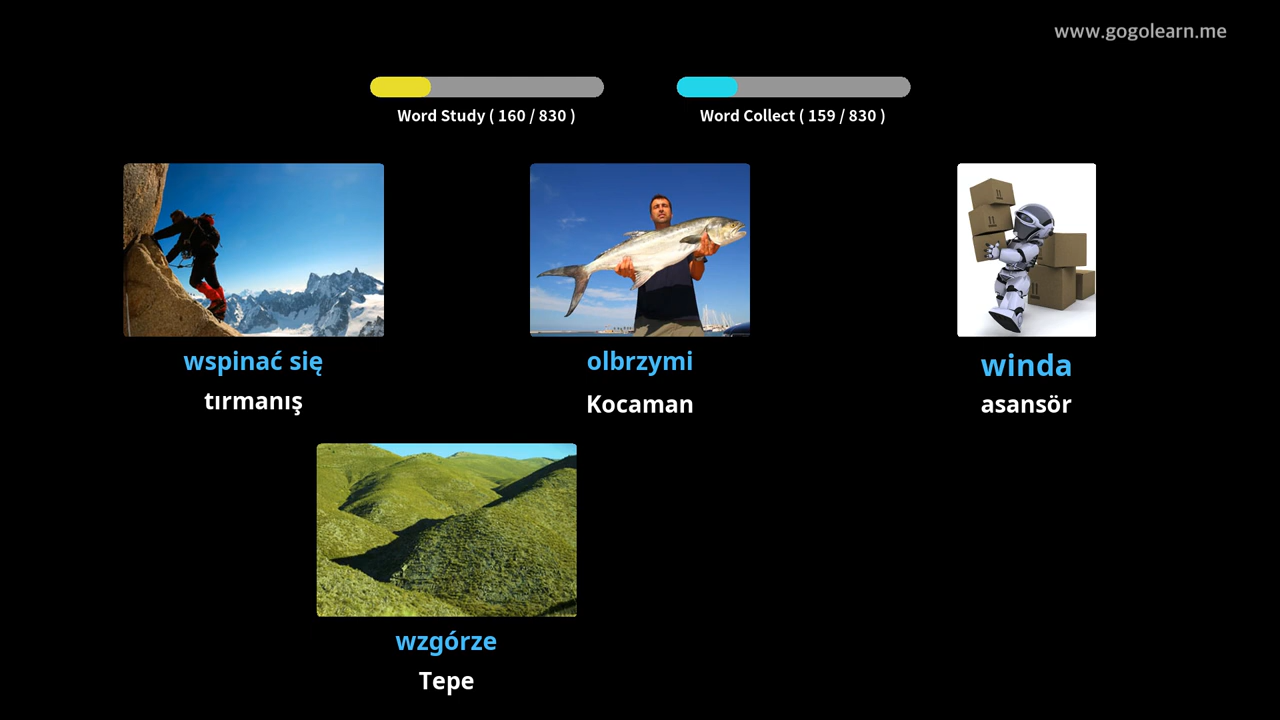 www.gogolearn.me
Word Study ( 160 / 830 )
Word Collect ( 159 / 830 )
wspinać się
tırmanış
olbrzymi
Kocaman
winda
asansör
wzgórze
Tepe